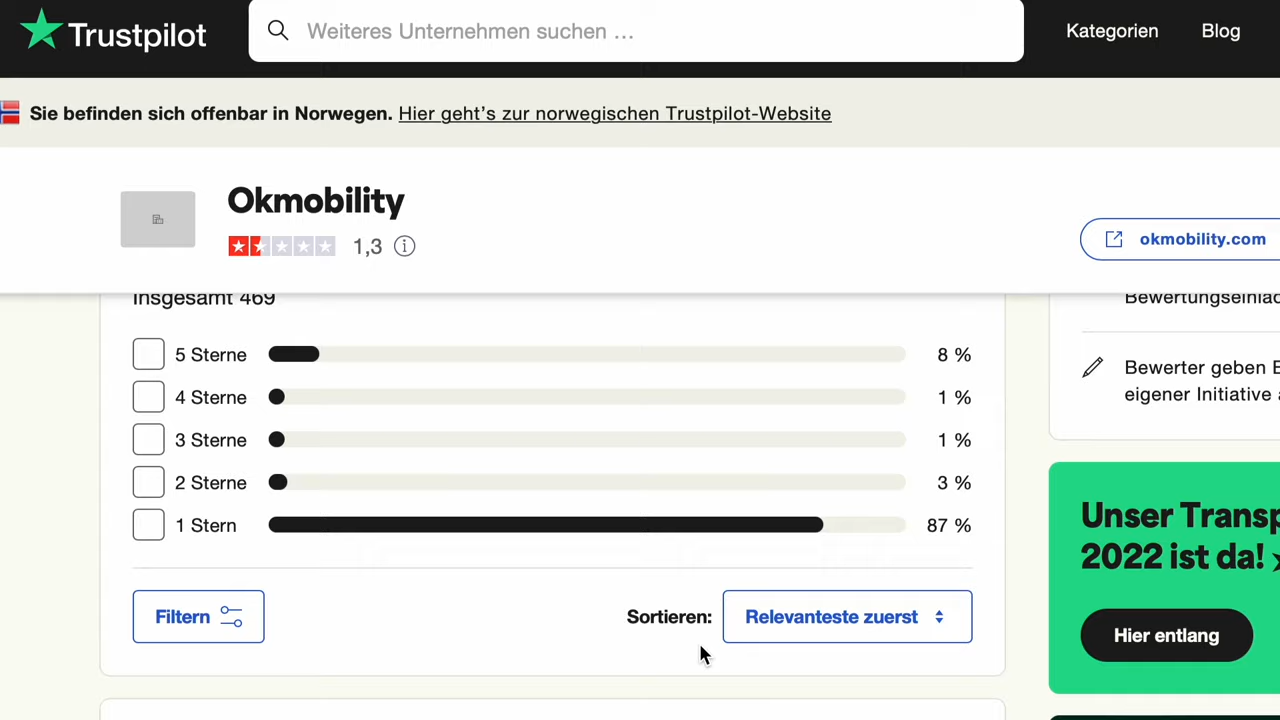 Trustpilot
Weiteres Unternehmen suchen …
Kategorien
Blog
Sie befinden sich offenbar in Norwegen. Hier geht’s zur norwegischen Trustpilot-Website
Okmobility
1,3
okmobility.com
Insgesamt 469
5 Sterne 8 %
4 Sterne 1 %
3 Sterne 1 %
2 Sterne 3 %
1 Stern 87 %
Filtern
Sortieren: Relevanteste zuerst
Bewertungseinlad
Bewerter geben
eigener Initiative
Unser Transp
2022 ist da!
Hier entlang